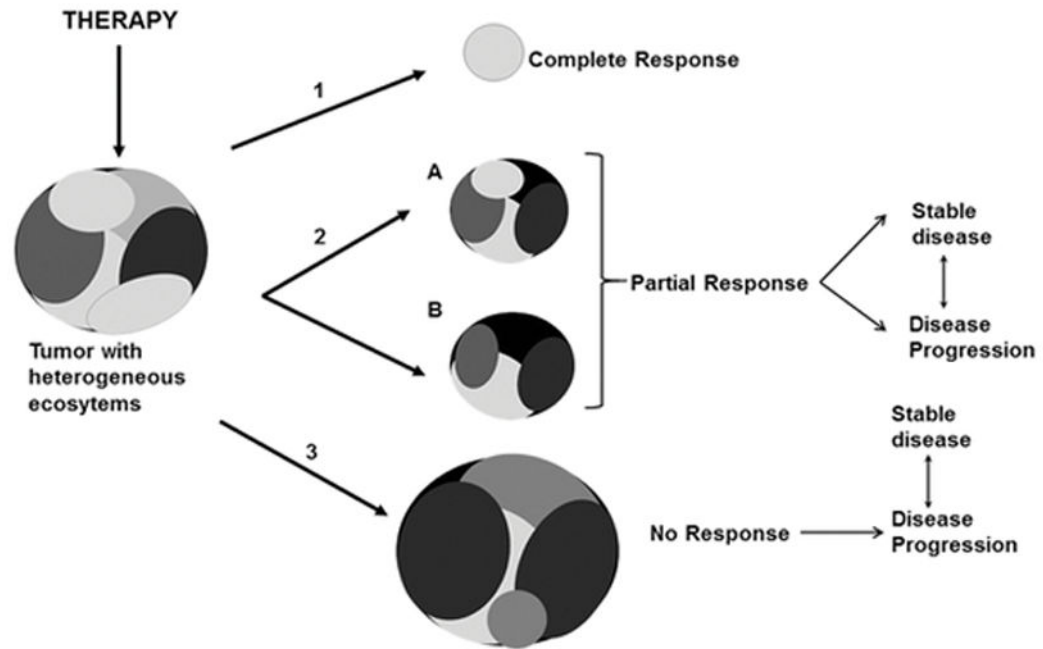 THERAPY
1
Complete Response
A
2
B
Partial Response
Stable
disease
Disease
Progression
Tumor with
heterogeneous
ecosytems
3
No Response
Stable
disease
Disease
Progression